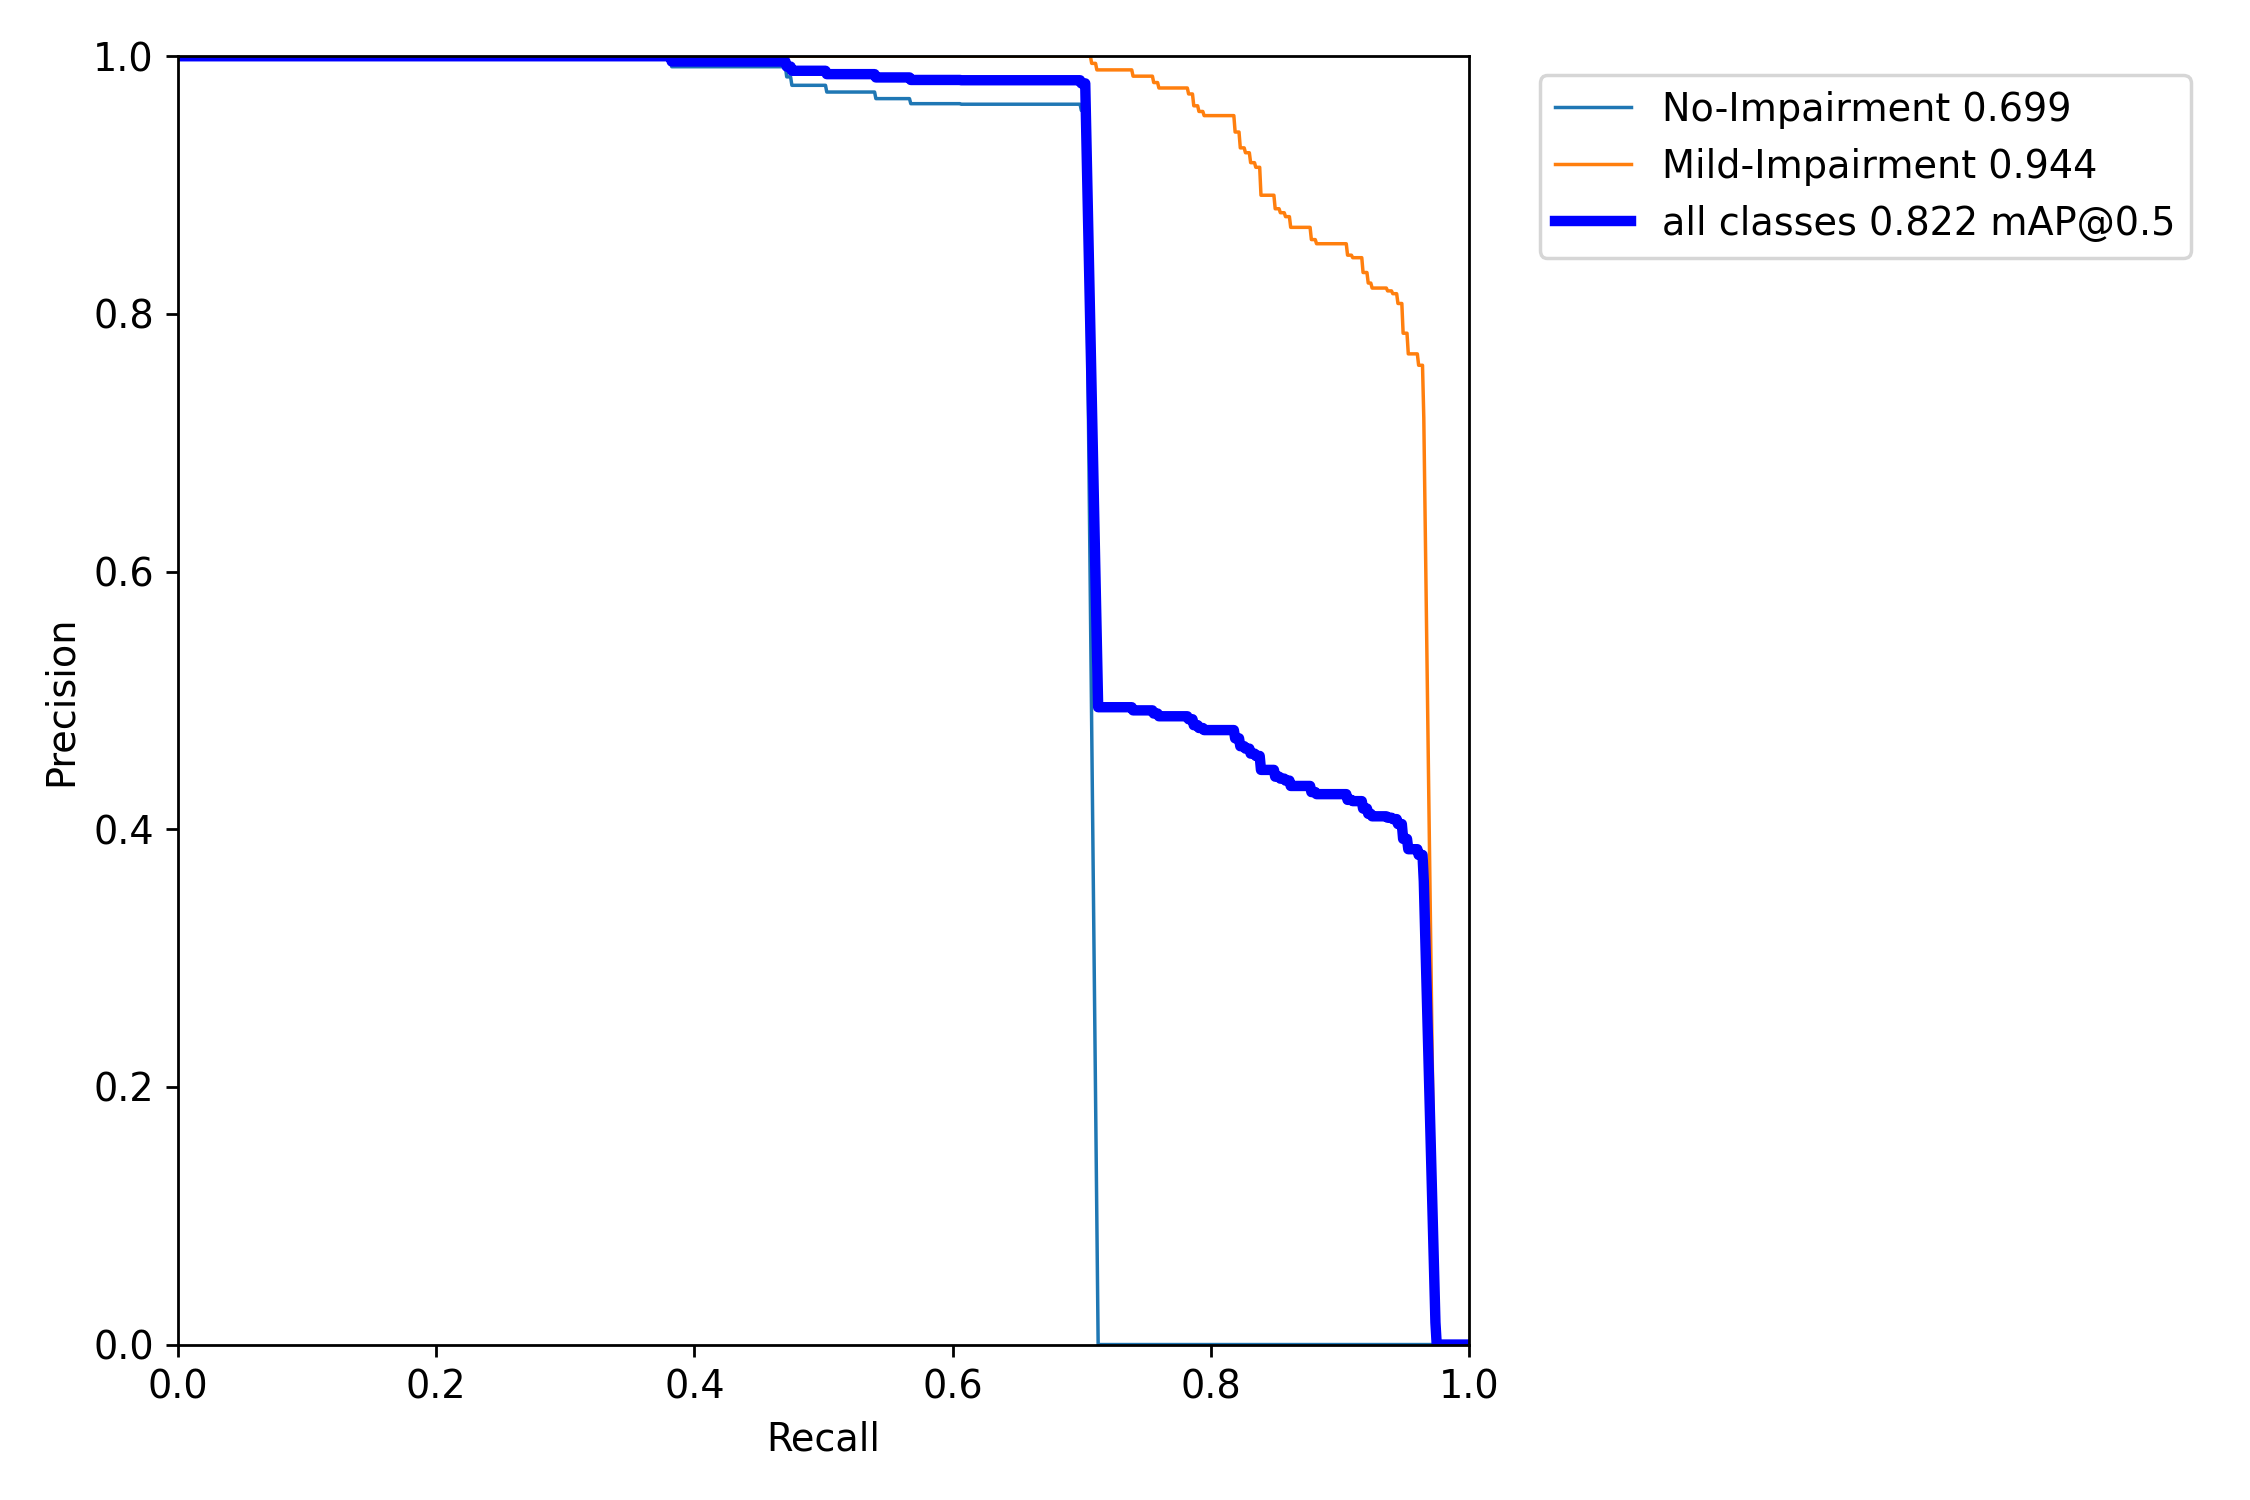 1.0
0.8
0.6
0.4
0.2
0.0
Precision
0.0 0.2 0.4 0.6 0.8 1.0
Recall
No-Impairment 0.699
Mild-Impairment 0.944
all classes 0.822 mAP@0.5